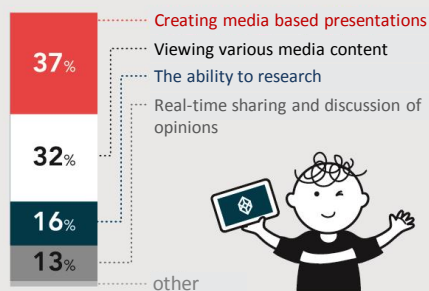 Creating media based presentations
37%
Viewing various media content
The ability to research
Real-time sharing and discussion of
opinions
32%
16%
13%
other